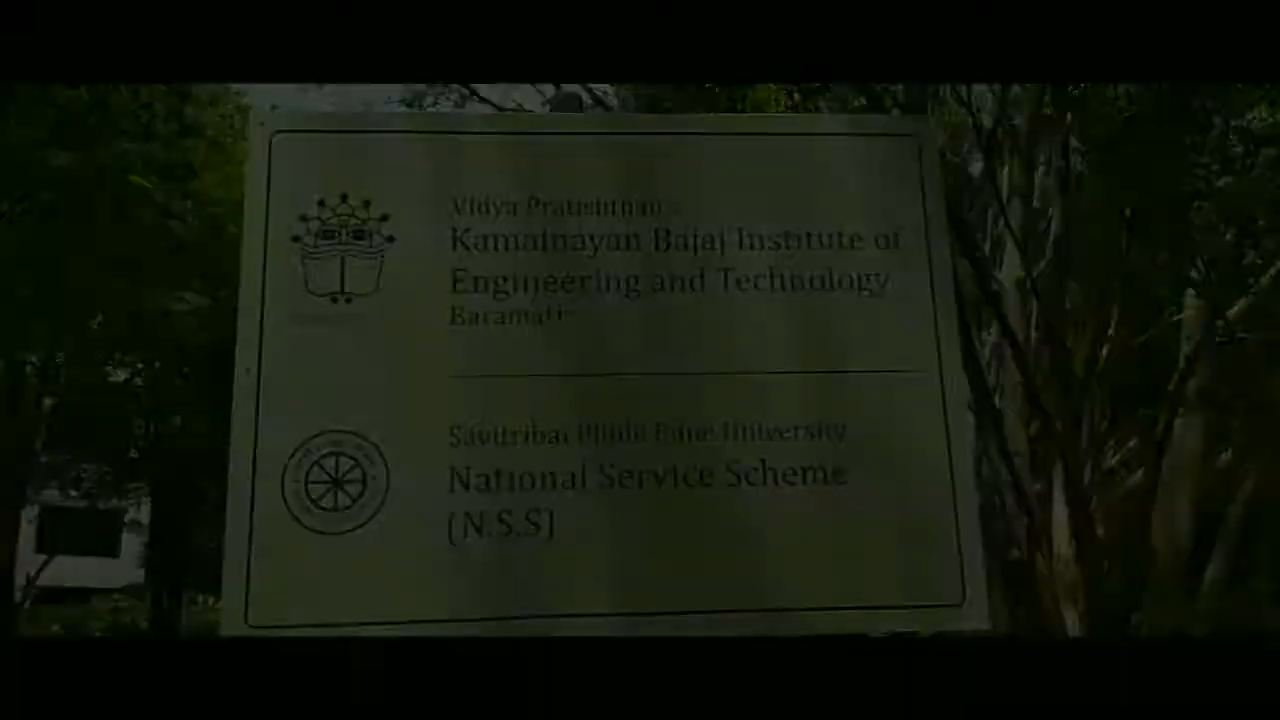 Vidya Pratishthan's
Kamalnayan Bajaj Institute of
Engineering and Technology
Baramati
Savitribai Phule Pune University
National Service Scheme
(N.S.S)